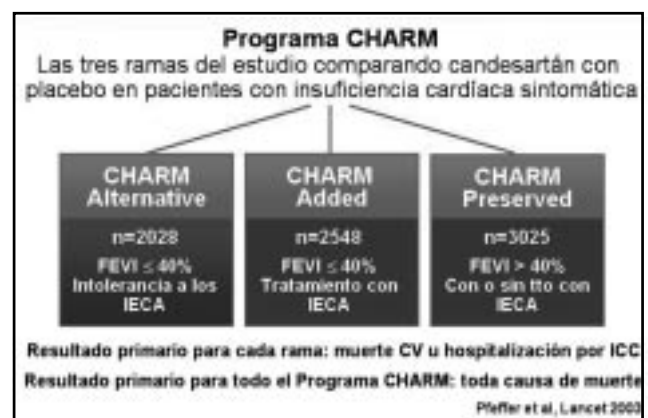 Programa CHARM
Las tres ramas del estudio comparando candesartán con
placebo en pacientes con insuficiencia cardíaca sintomática
CHARM
Alternative
n=2028
FEVI ≤ 40%
Intolerancia a los
IECA
CHARM
Added
n=2548
FEVI ≤ 40%
Tratamiento con
IECA
CHARM
Preserved
n=3025
FEVI > 40%
Con o sin tto con
IECA
Resultado primario para cada rama: muerte CV u hospitalización por ICC
Resultado primario para todo el Programa CHARM: toda causa de muerte
Pfeffer et al, Lancet 2003